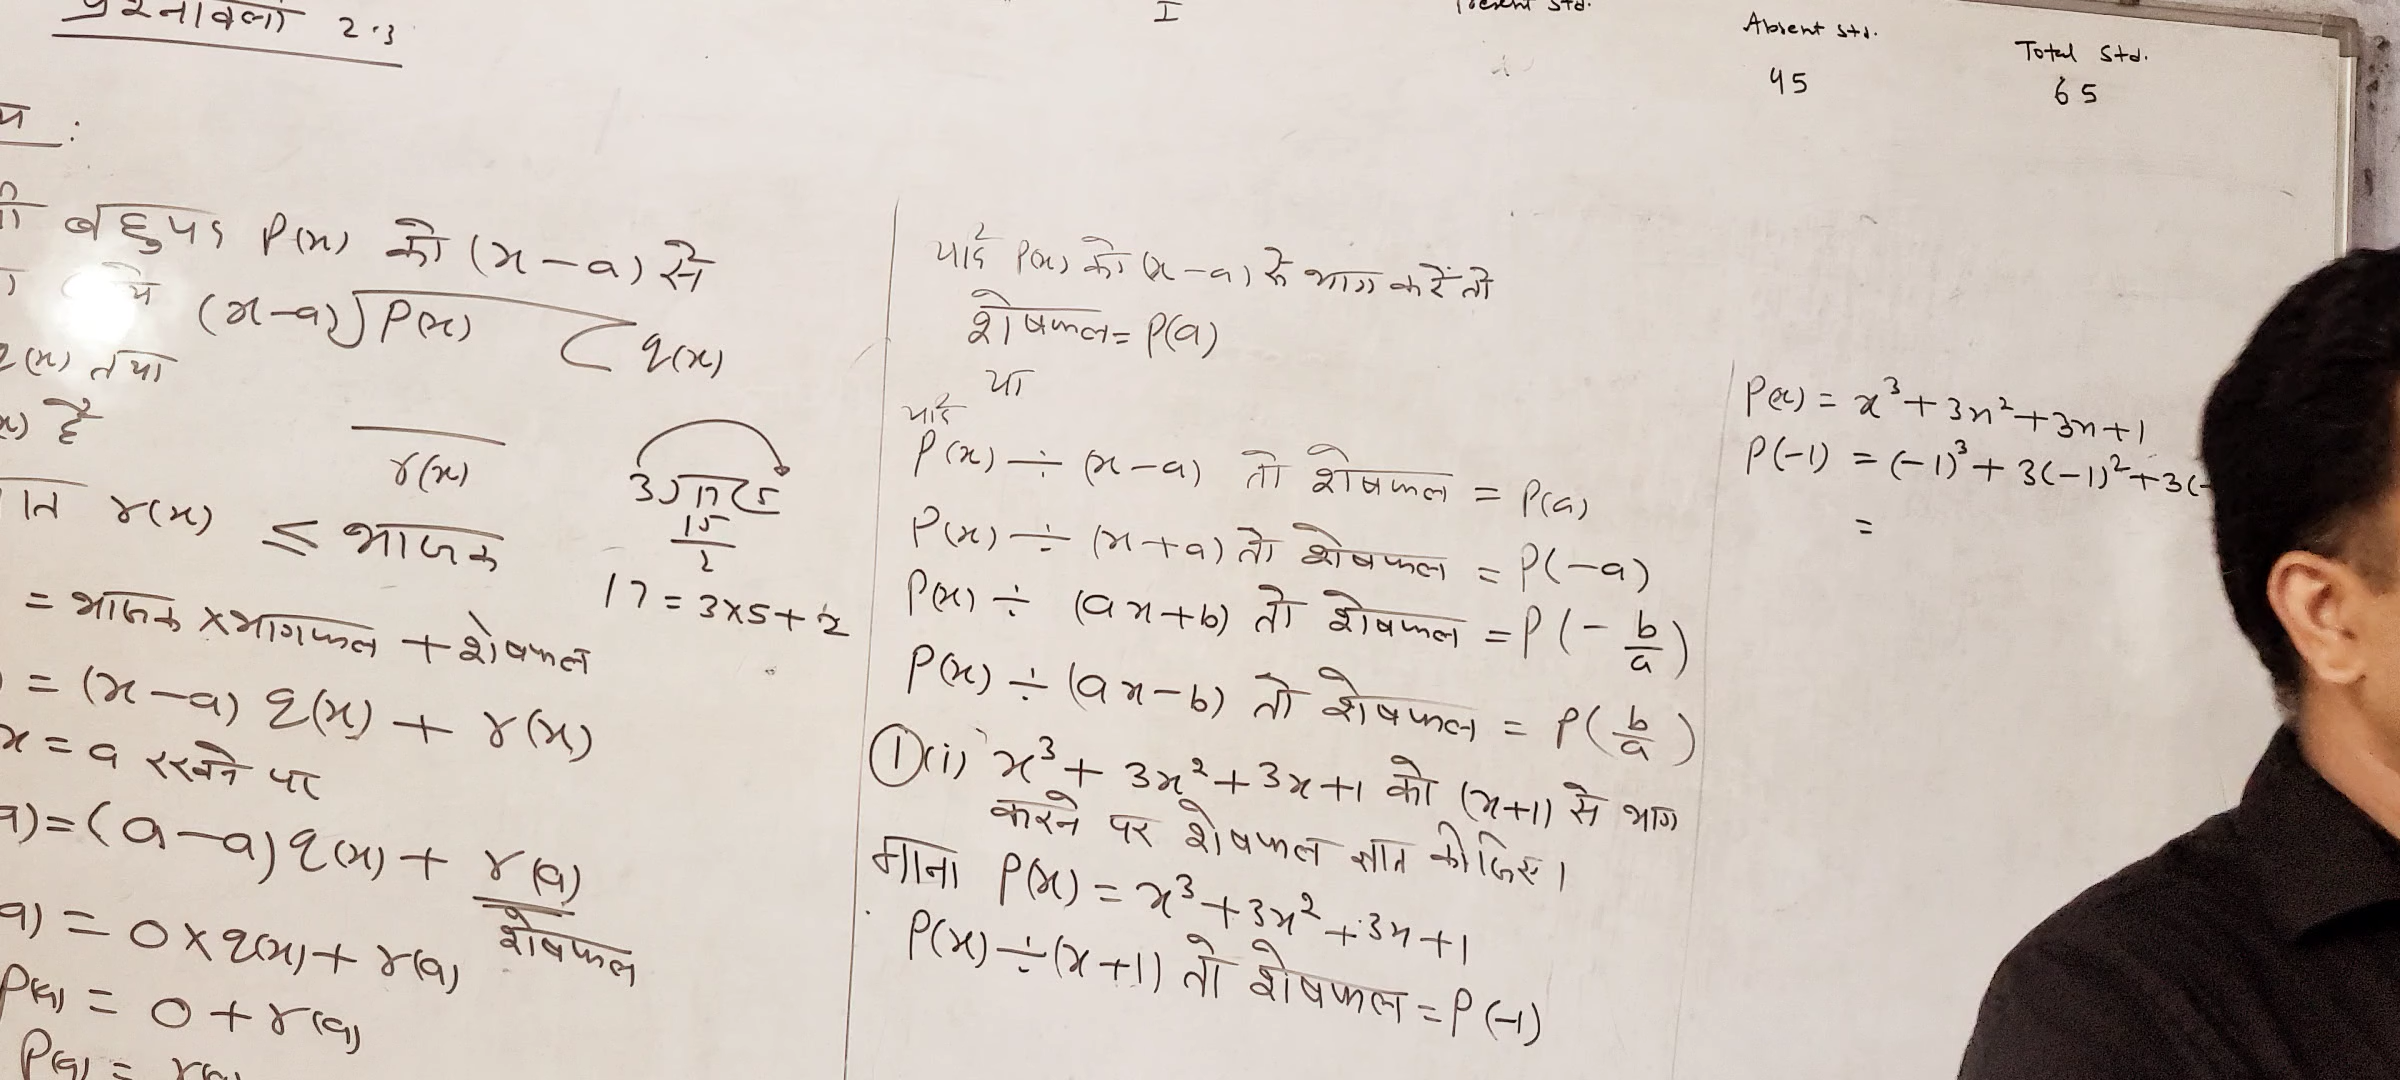 प्रश्नावली 2.3
I
Absent Std.
45
Total Std.
65
बहुपद P(x) को (x-a) से
(x-a))P(x)( q(x)
q(x) तथा
r(x)
है
r(x) ≤ भाजक
3)17(5
15
2
17 = 3×5+2
= भाजक × भागफल + शेषफल
= (x-a) q(x) + r(x)
x = a रखने पर
= (a-a) q(x) + r(a)
शेषफल
= 0 × q(x) + r(a)
P(a) = 0 + r(a)
P(a) = r(a)
यदि P(x) को (x-a) से भाग करें तो
शेषफल = P(a)
या
यदि
P(x) ÷ (x-a) तो शेषफल = P(a)
P(x) ÷ (x+a) तो शेषफल = P(-a)
P(x) ÷ (ax+b) तो शेषफल = P(-b/a)
P(x) ÷ (ax-b) तो शेषफल = P(b/a)
①(i) x³ + 3x² + 3x + 1 को (x+1) से भाग
करने पर शेषफल ज्ञात कीजिए।
माना P(x) = x³ + 3x² + 3x + 1
P(x) ÷ (x+1) तो शेषफल = P(-1)
P(x) = x³ + 3x² + 3x + 1
P(-1) = (-1)³ + 3(-1)² + 3(-
=